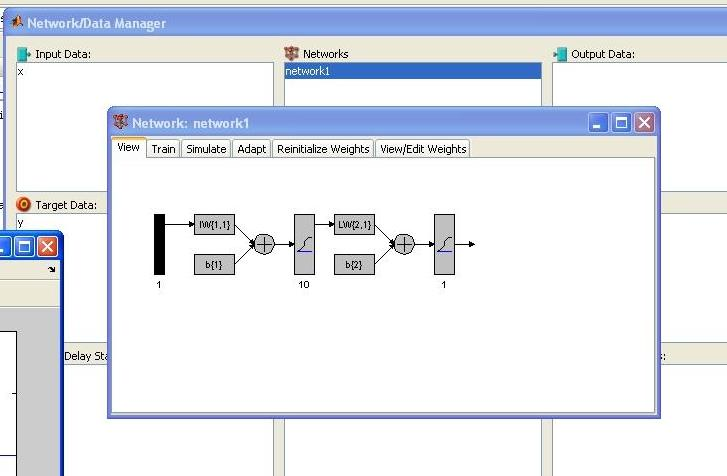 Network/Data Manager
Input Data:
Networks
Output Data:
x
network1
Network: network1
View Train Simulate Adapt Reinitialize Weights View/Edit Weights
Target Data:
y
IW{1,1}
LW{2,1}
b{1}
b{2}
1
10
1
Delay Sta
s: